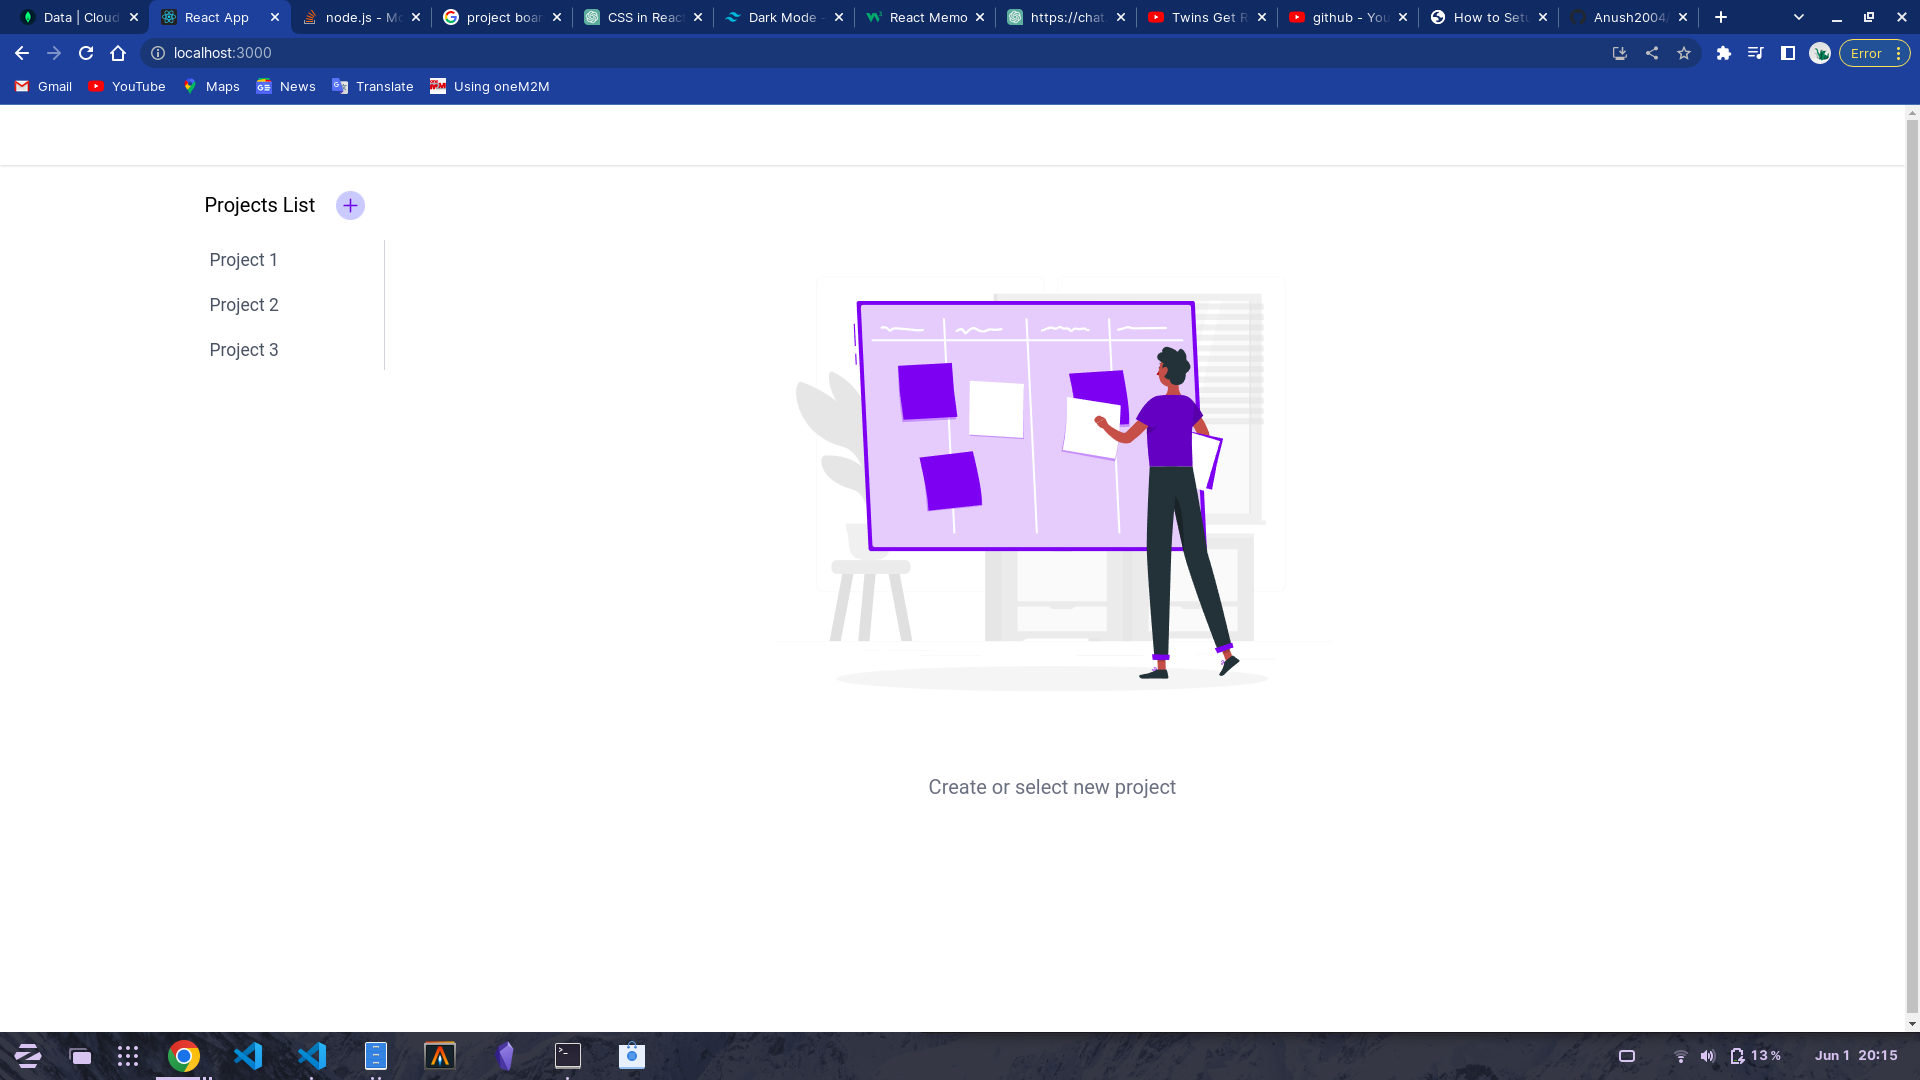 Data | Cloud
React App
node.js - Mo
project boar
CSS in React
Dark Mode -
React Memo
https://chat.
Twins Get R
github - You
How to Setu
Anush2004/
localhost:3000
Error
Gmail
YouTube
Maps
News
Translate
Using oneM2M
Projects List
Project 1
Project 2
Project 3
Create or select new project
13%
Jun 1 20:15